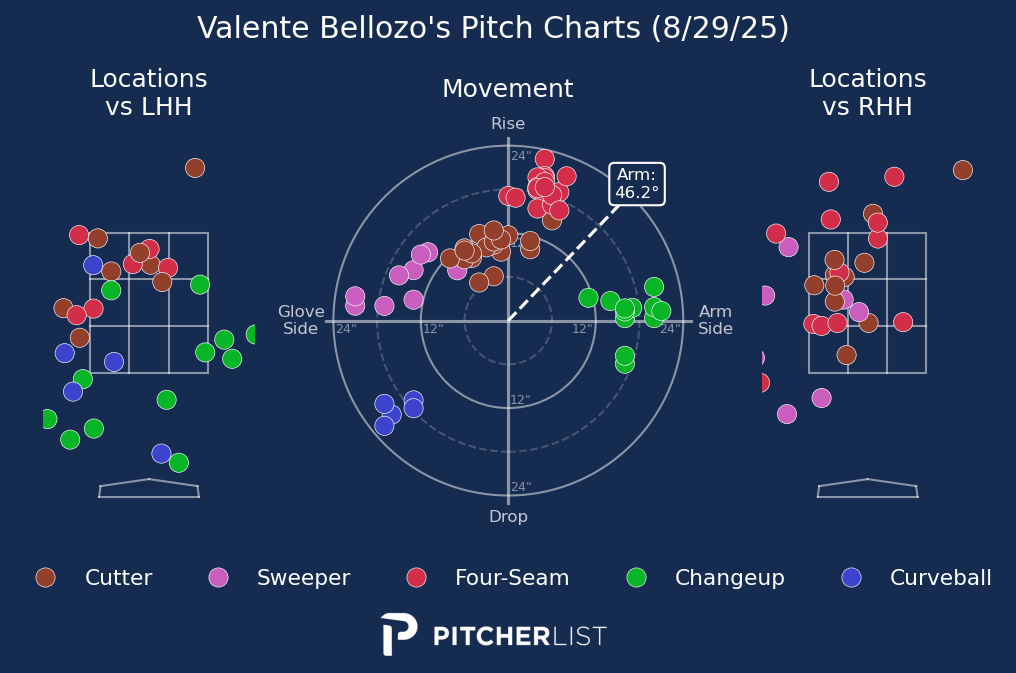 Valente Bellozo's Pitch Charts (8/29/25)
Locations
vs LHH
Movement
Locations
vs RHH
Rise
24"
Arm:
46.2°
Glove
Side
24"
12"
12"
24"
Arm
Side
12"
24"
Drop
Cutter
Sweeper
Four-Seam
Changeup
Curveball
PITCHERLIST